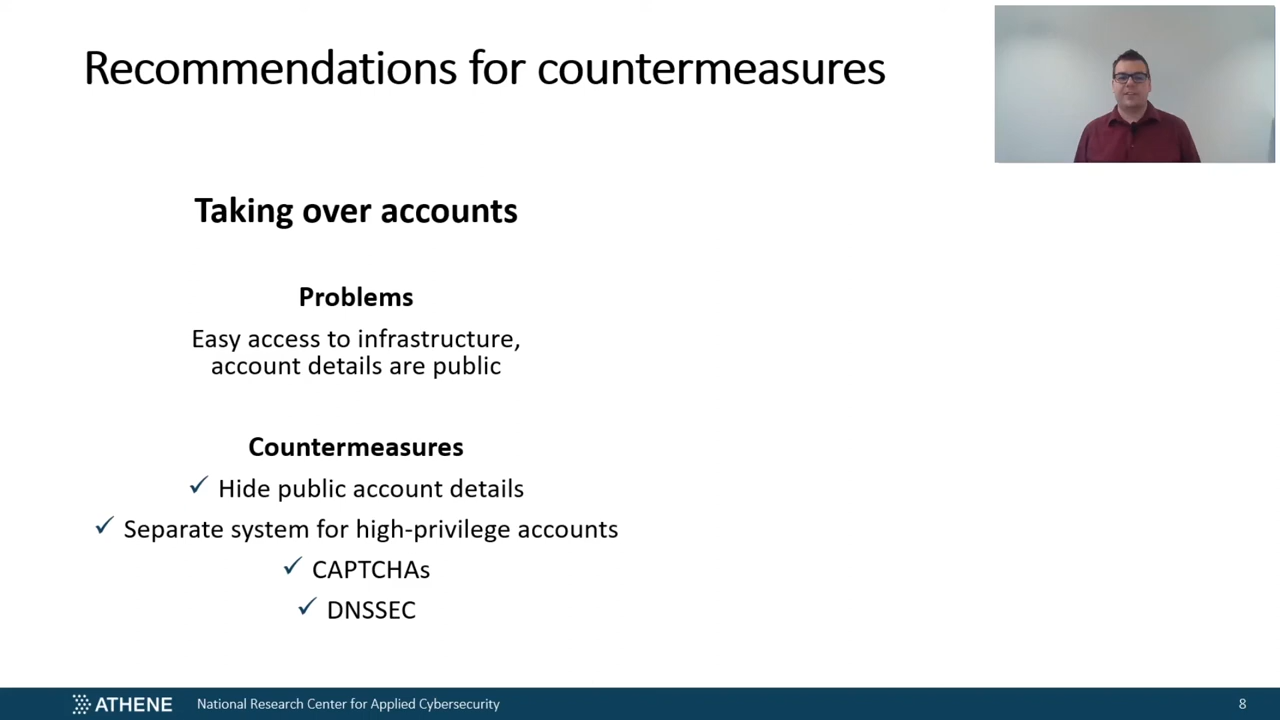 Recommendations for countermeasures
Taking over accounts
Problems
Easy access to infrastructure,
account details are public
Countermeasures
✓ Hide public account details
✓ Separate system for high-privilege accounts
✓ CAPTCHAs
✓ DNSSEC
ATHENE National Research Center for Applied Cybersecurity 8